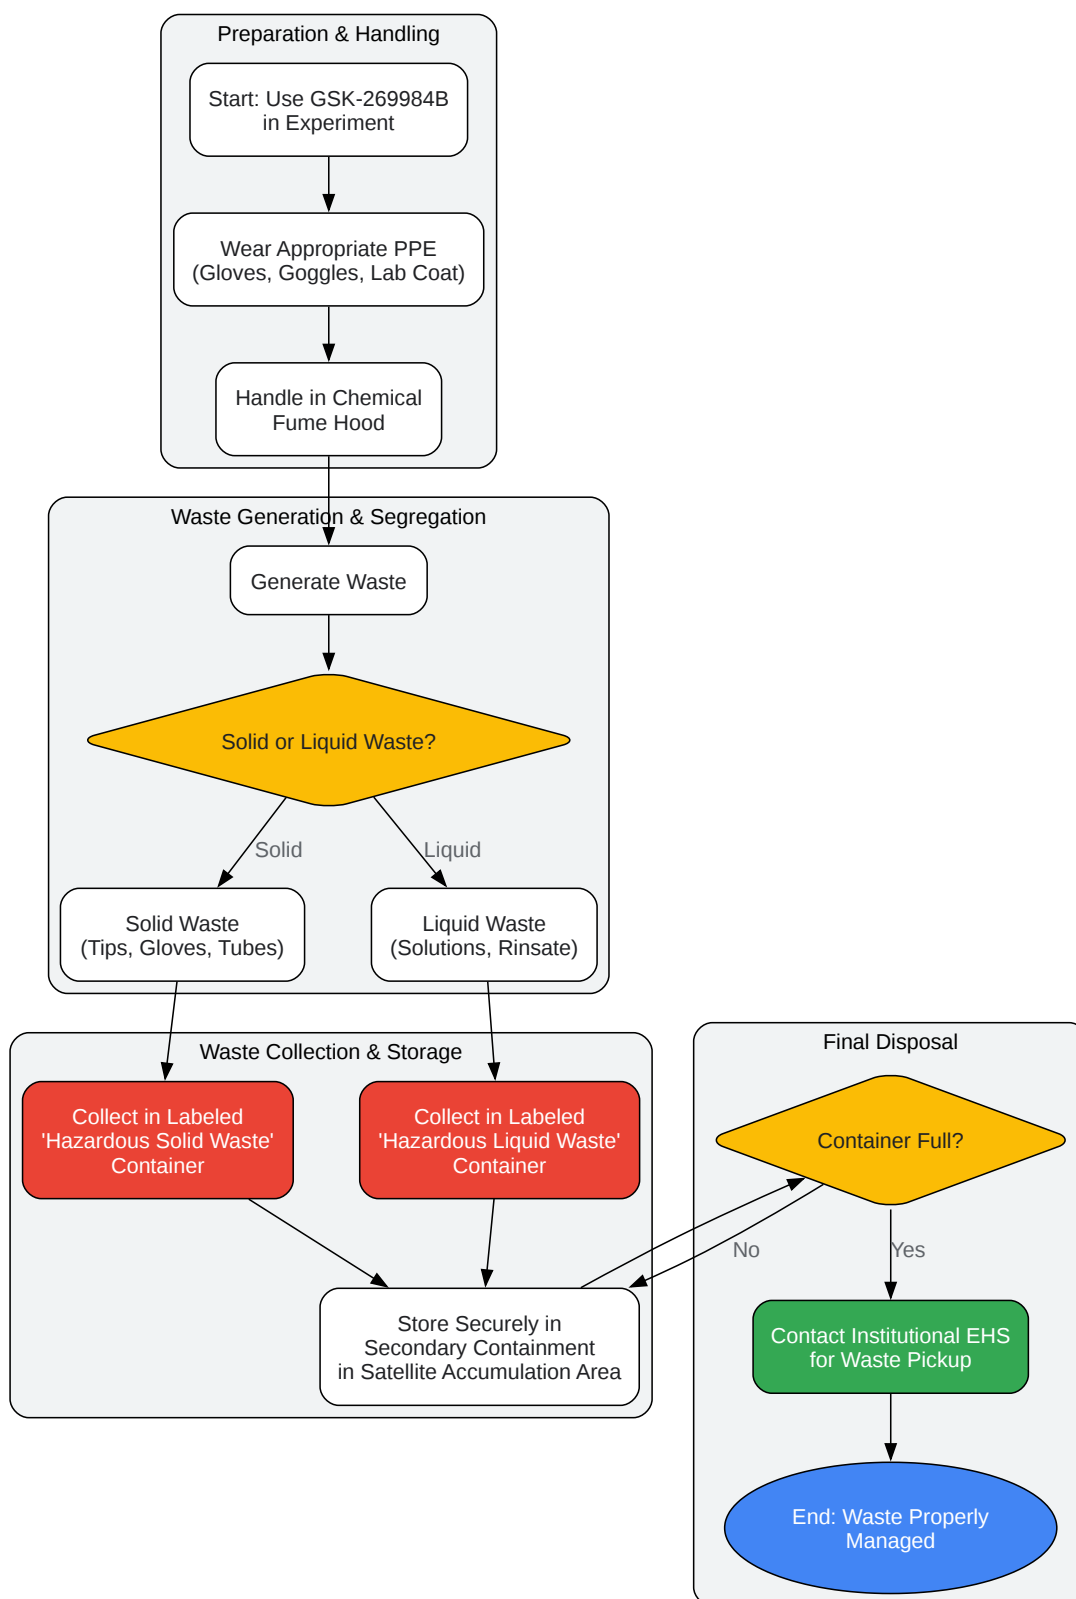 Preparation & Handling
Start: Use GSK-269984B
in Experiment
Wear Appropriate PPE
(Gloves, Goggles, Lab Coat)
Handle in Chemical
Fume Hood
Waste Generation & Segregation
Generate Waste
Solid or Liquid Waste?
Solid
Liquid
Solid Waste
(Tips, Gloves, Tubes)
Liquid Waste
(Solutions, Rinsate)
Waste Collection & Storage
Collect in Labeled
'Hazardous Solid Waste'
Container
Collect in Labeled
'Hazardous Liquid Waste'
Container
Store Securely in
Secondary Containment
in Satellite Accumulation Area
Final Disposal
Container Full?
No
Yes
Contact Institutional EHS
for Waste Pickup
End: Waste Properly
Managed